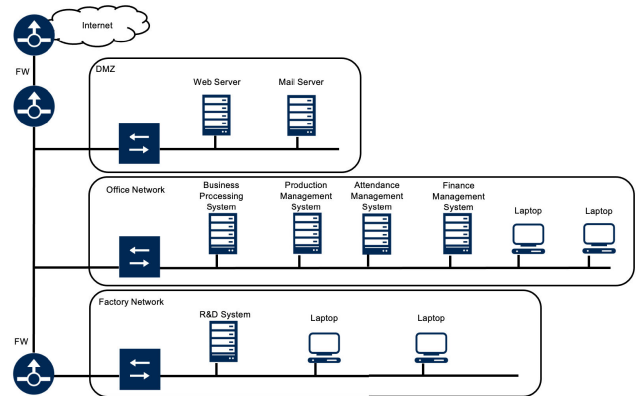 Internet
FW
DMZ
Web Server
Mail Server
Office Network
Business
Processing
System
Production
Management
System
Attendance
Management
System
Finance
Management
System
Laptop
Laptop
Factory Network
FW
R&D System
Laptop
Laptop